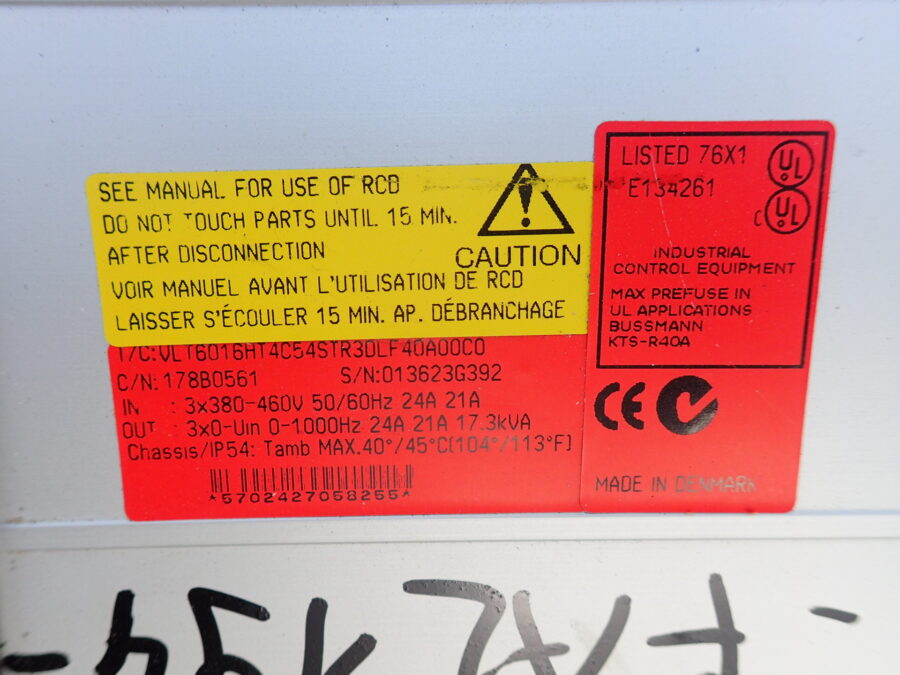 SEE MANUAL FOR USE OF RCD
DO NOT TOUCH PARTS UNTIL 15 MIN.
AFTER DISCONNECTION
CAUTION
VOIR MANUEL AVANT L'UTILISATION DE RCD
LAISSER S'ÉCOULER 15 MIN. AP. DÉBRANCHAGE
T/C:VLT6016HT4C54STR3DLF40A00C0
C/N: 178B0561 S/N:013623G392
IN : 3x380-460V 50/60Hz 24A 21A
OUT : 3x0-Uin 0-1000Hz 24A 21A 17.3kVA
Chassis/IP54: Tamb MAX.40°/45°C(104°/113°F)
*5702427058255*
LISTED 76X1
E134261
UL
C UL
INDUSTRIAL
CONTROL EQUIPMENT
MAX PREFUSE IN
UL APPLICATIONS
BUSSMANN
KTS-R40A
CE
MADE IN DENMARK